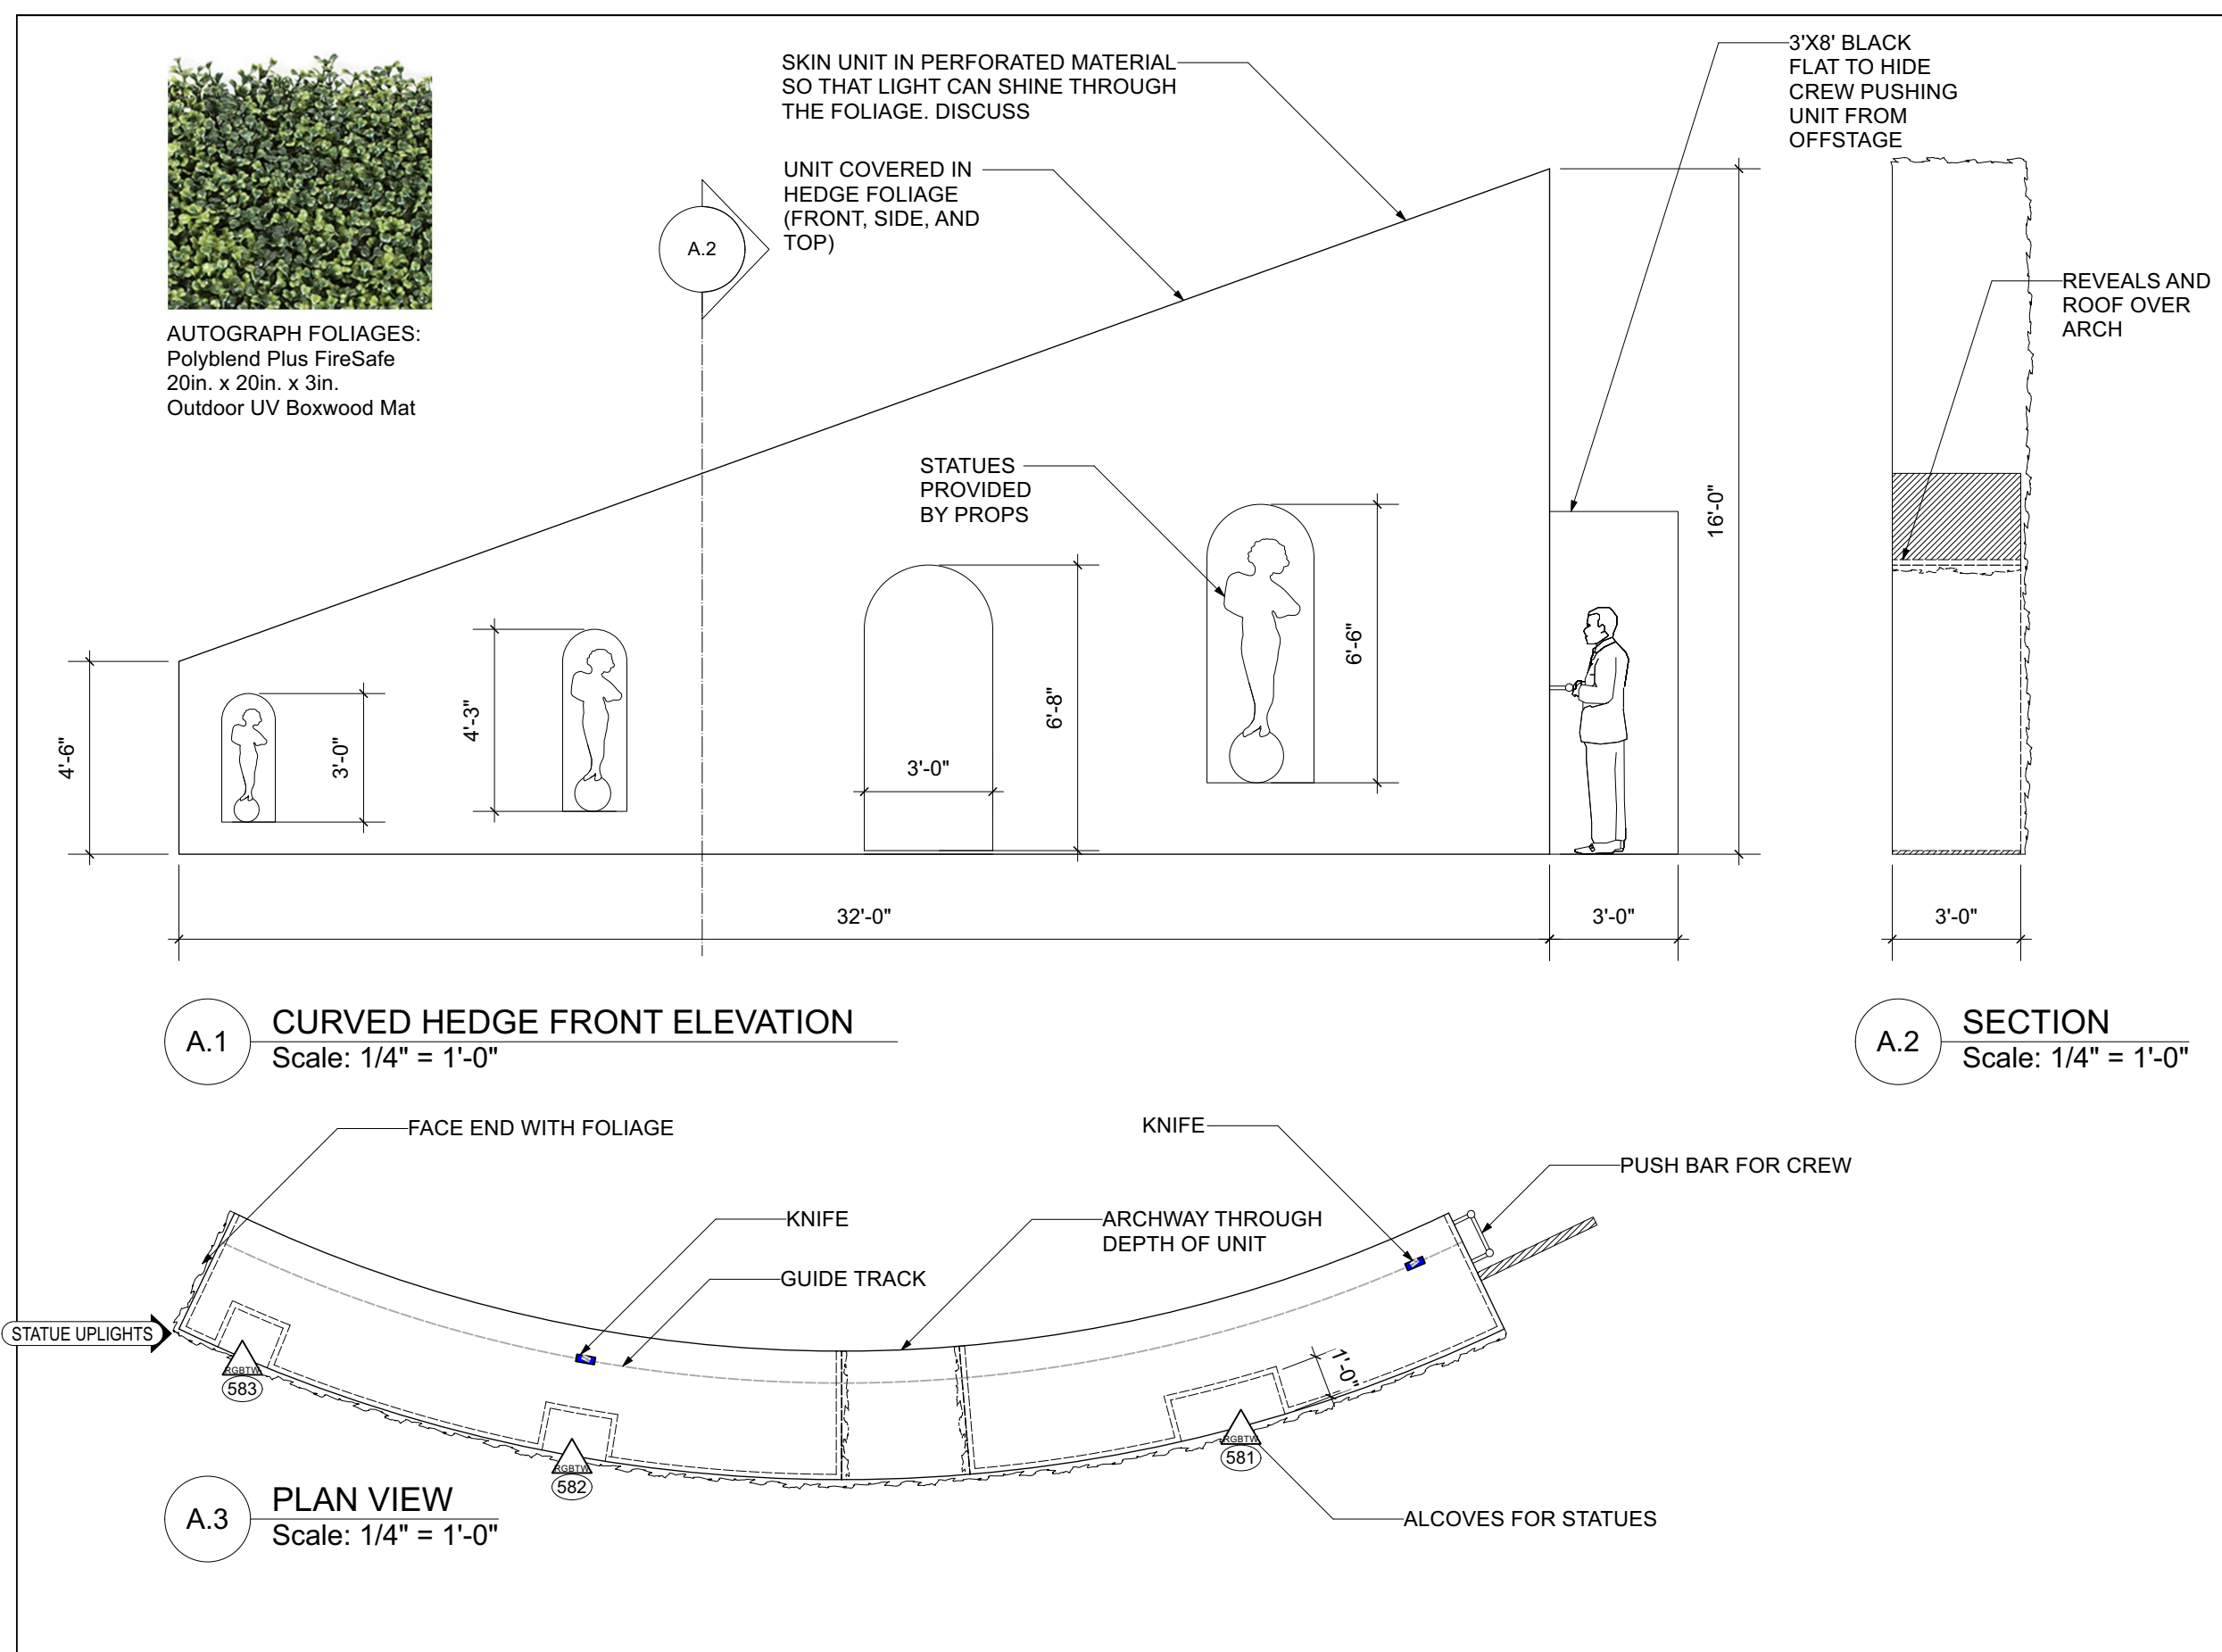 SKIN UNIT IN PERFORATED MATERIAL
SO THAT LIGHT CAN SHINE THROUGH
THE FOLIAGE. DISCUSS
3'X8' BLACK
FLAT TO HIDE
CREW PUSHING
UNIT FROM
OFFSTAGE
UNIT COVERED IN
HEDGE FOLIAGE
(FRONT, SIDE, AND
TOP)
A.2
REVEALS AND
ROOF OVER
ARCH
AUTOGRAPH FOLIAGES:
Polyblend Plus FireSafe
20in. x 20in. x 3in.
Outdoor UV Boxwood Mat
STATUES
PROVIDED
BY PROPS
16'-0"
6'-6"
6'-8"
4'-3"
3'-0"
4'-6"
3'-0"
32'-0"
3'-0"
3'-0"
A.1
CURVED HEDGE FRONT ELEVATION
Scale: 1/4" = 1'-0"
A.2
SECTION
Scale: 1/4" = 1'-0"
FACE END WITH FOLIAGE
KNIFE
PUSH BAR FOR CREW
KNIFE
ARCHWAY THROUGH
DEPTH OF UNIT
GUIDE TRACK
STATUE UPLIGHTS
1'-0"
RGBTW
583
RGBTW
582
RGBTW
581
ALCOVES FOR STATUES
A.3
PLAN VIEW
Scale: 1/4" = 1'-0"